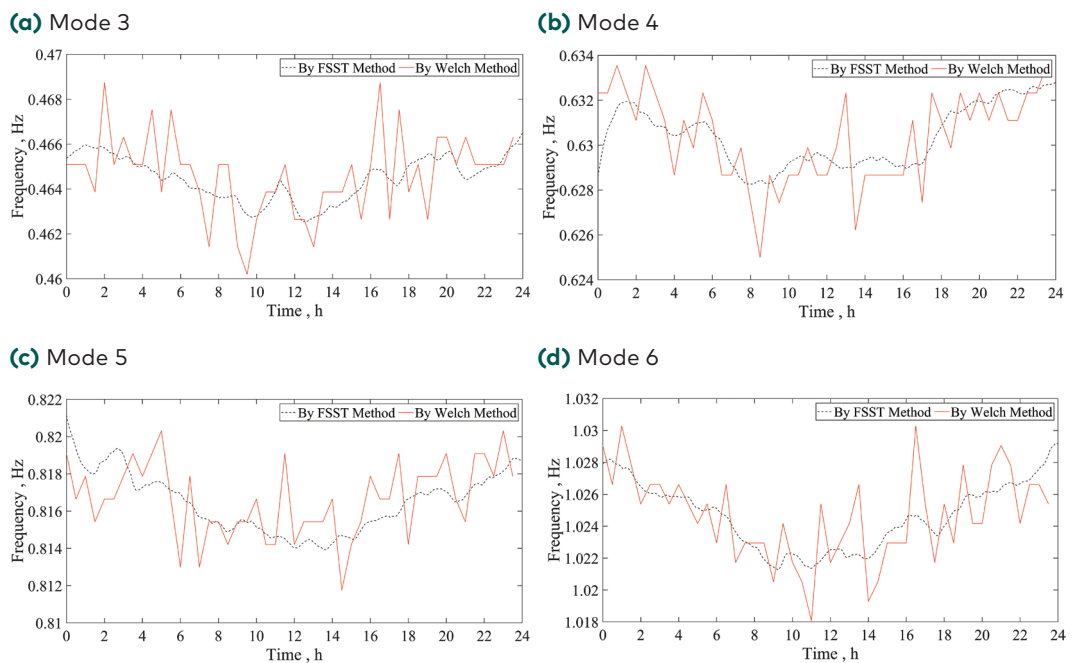 (a) Mode 3
0.47
0.468
0.466
0.464
0.462
0.46
Frequency , Hz
By FSST Method By Welch Method
0 2 4 6 8 10 12 14 16 18 20 22 24
Time , h
(b) Mode 4
0.634
0.632
0.63
0.628
0.626
0.624
Frequency , Hz
By FSST Method By Welch Method
0 2 4 6 8 10 12 14 16 18 20 22 24
Time , h
(c) Mode 5
0.822
0.82
0.818
0.816
0.814
0.812
0.81
Frequency , Hz
By FSST Method By Welch Method
0 2 4 6 8 10 12 14 16 18 20 22 24
Time , h
(d) Mode 6
1.032
1.03
1.028
1.026
1.024
1.022
1.02
1.018
Frequency , Hz
By FSST Method By Welch Method
0 2 4 6 8 10 12 14 16 18 20 22 24
Time , h